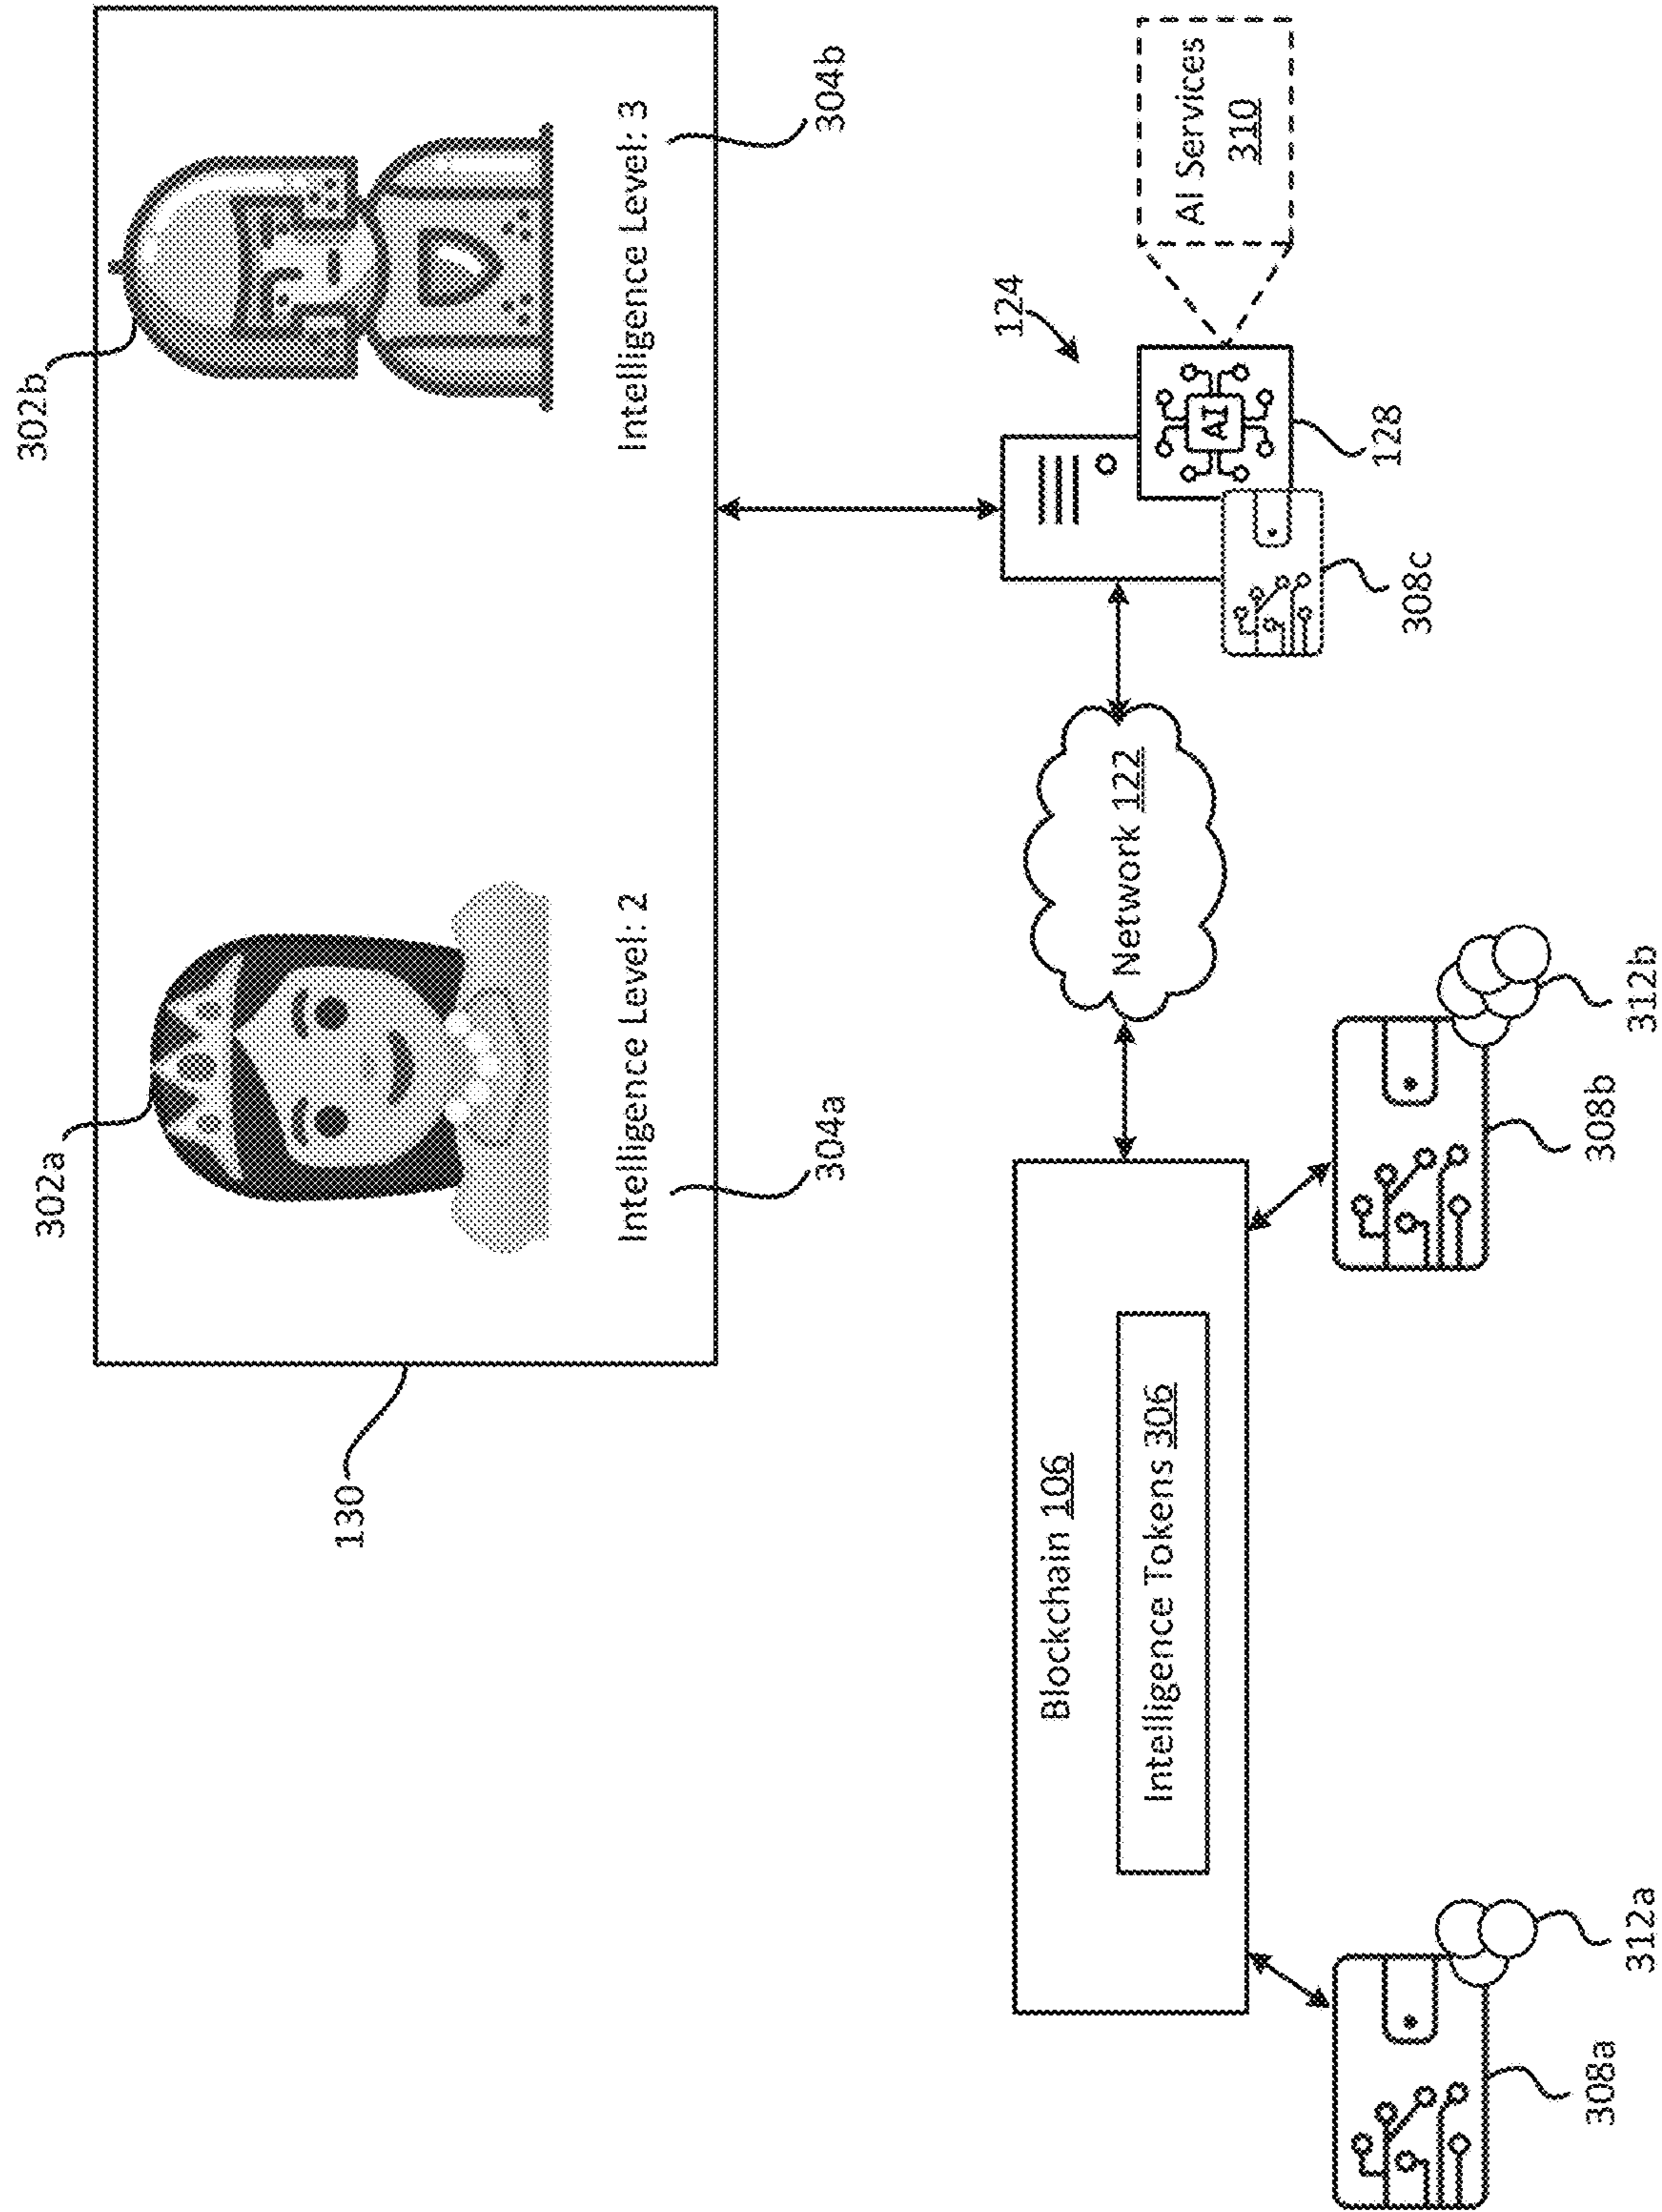 302a
302b
Intelligence Level: 2
Intelligence Level: 3
130
304a
304b
124
Blockchain 106
Intelligence Tokens 306
Network 122
AI
AI Services
310
128
308c
308a
312a
308b
312b